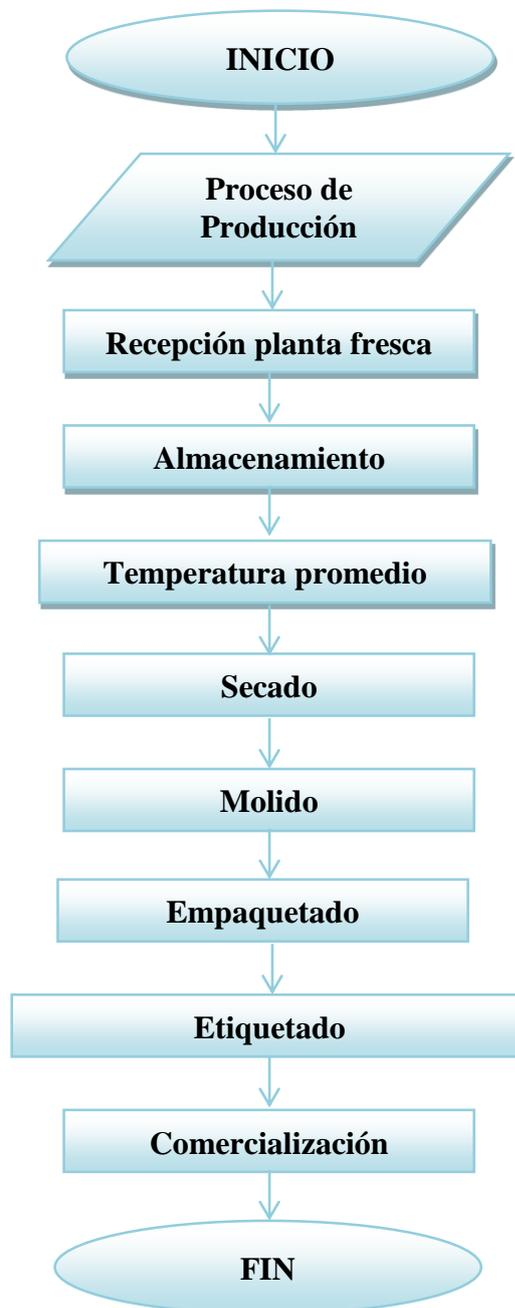 INICIO
Proceso de
Producción
Recepción planta fresca
Almacenamiento
Temperatura promedio
Secado
Molido
Empaquetado
Etiquetado
Comercialización
FIN